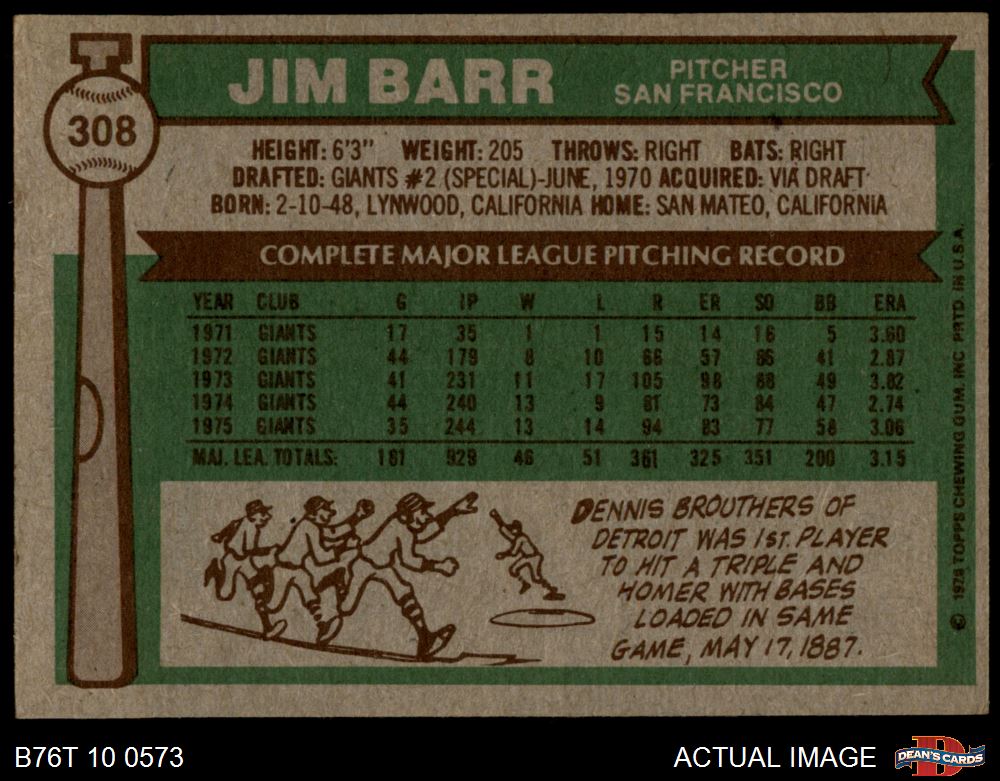 JIM BARR
PITCHER
SAN FRANCISCO
308
HEIGHT: 6'3" WEIGHT: 205 THROWS: RIGHT BATS: RIGHT
DRAFTED: GIANTS #2 (SPECIAL)-JUNE, 1970 ACQUIRED: VIA DRAFT
BORN: 2-10-48, LYNWOOD, CALIFORNIA HOME: SAN MATEO, CALIFORNIA
COMPLETE MAJOR LEAGUE PITCHING RECORD
YEAR CLUB G IP W L R ER SO BB ERA
1971 GIANTS 17 35 1 1 15 14 16 5 3.60
1972 GIANTS 44 179 8 10 66 57 86 41 2.87
1973 GIANTS 41 231 11 17 105 98 88 49 3.82
1974 GIANTS 44 240 13 9 81 73 84 47 2.74
1975 GIANTS 35 244 13 14 94 83 77 58 3.06
MAJ. LEA. TOTALS: 181 929 46 51 361 325 351 200 3.15
DENNIS BROUTHERS OF
DETROIT WAS 1ST. PLAYER
TO HIT A TRIPLE AND
HOMER WITH BASES
LOADED IN SAME
GAME, MAY 17, 1887.
© 1976 TOPPS CHEWING GUM, INC. PRTD. IN U.S.A.
B76T 10 0573
ACTUAL IMAGE
D
DEAN'S CARDS